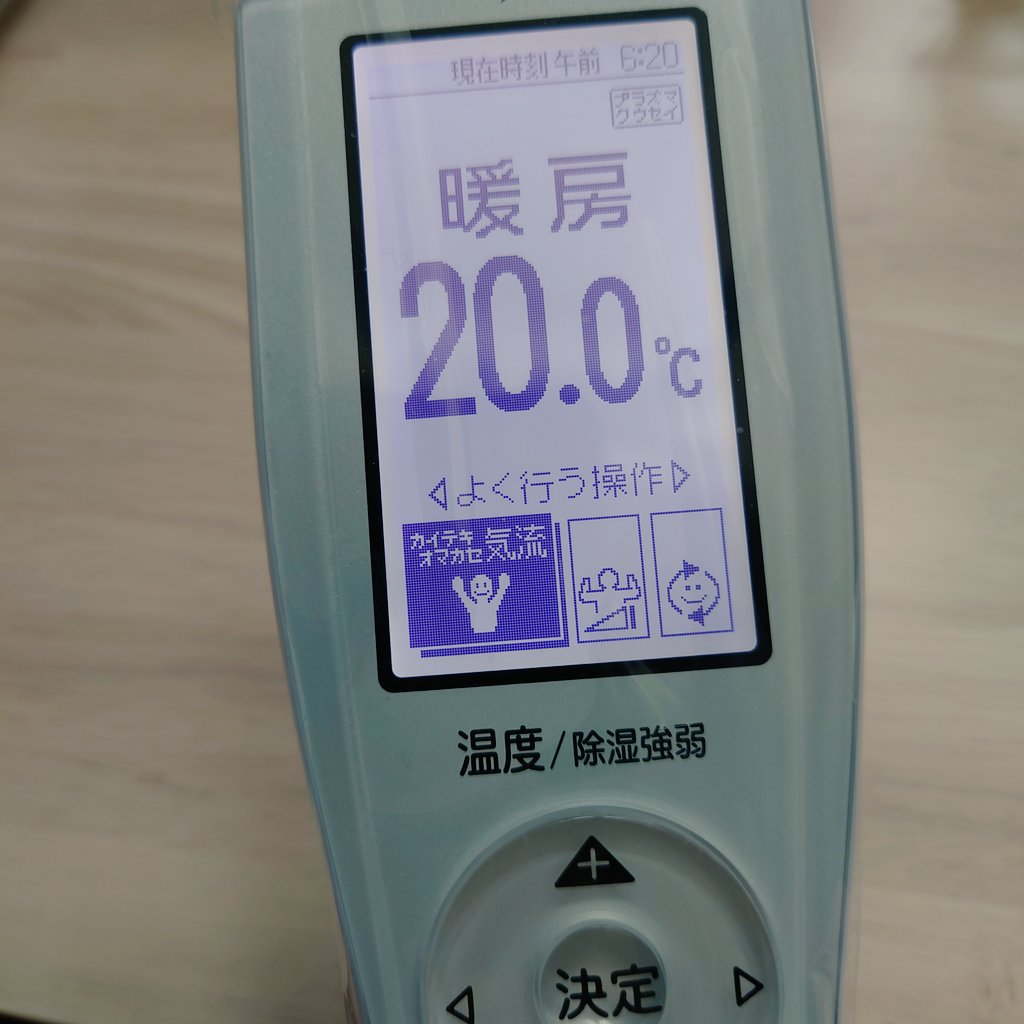 現在時刻 午前 6:20
プラズマ
クウセイ
暖房
20.0℃
◁よく行う操作▷
カイテキ
オマカセ気流
温度/除湿強弱
+
決定